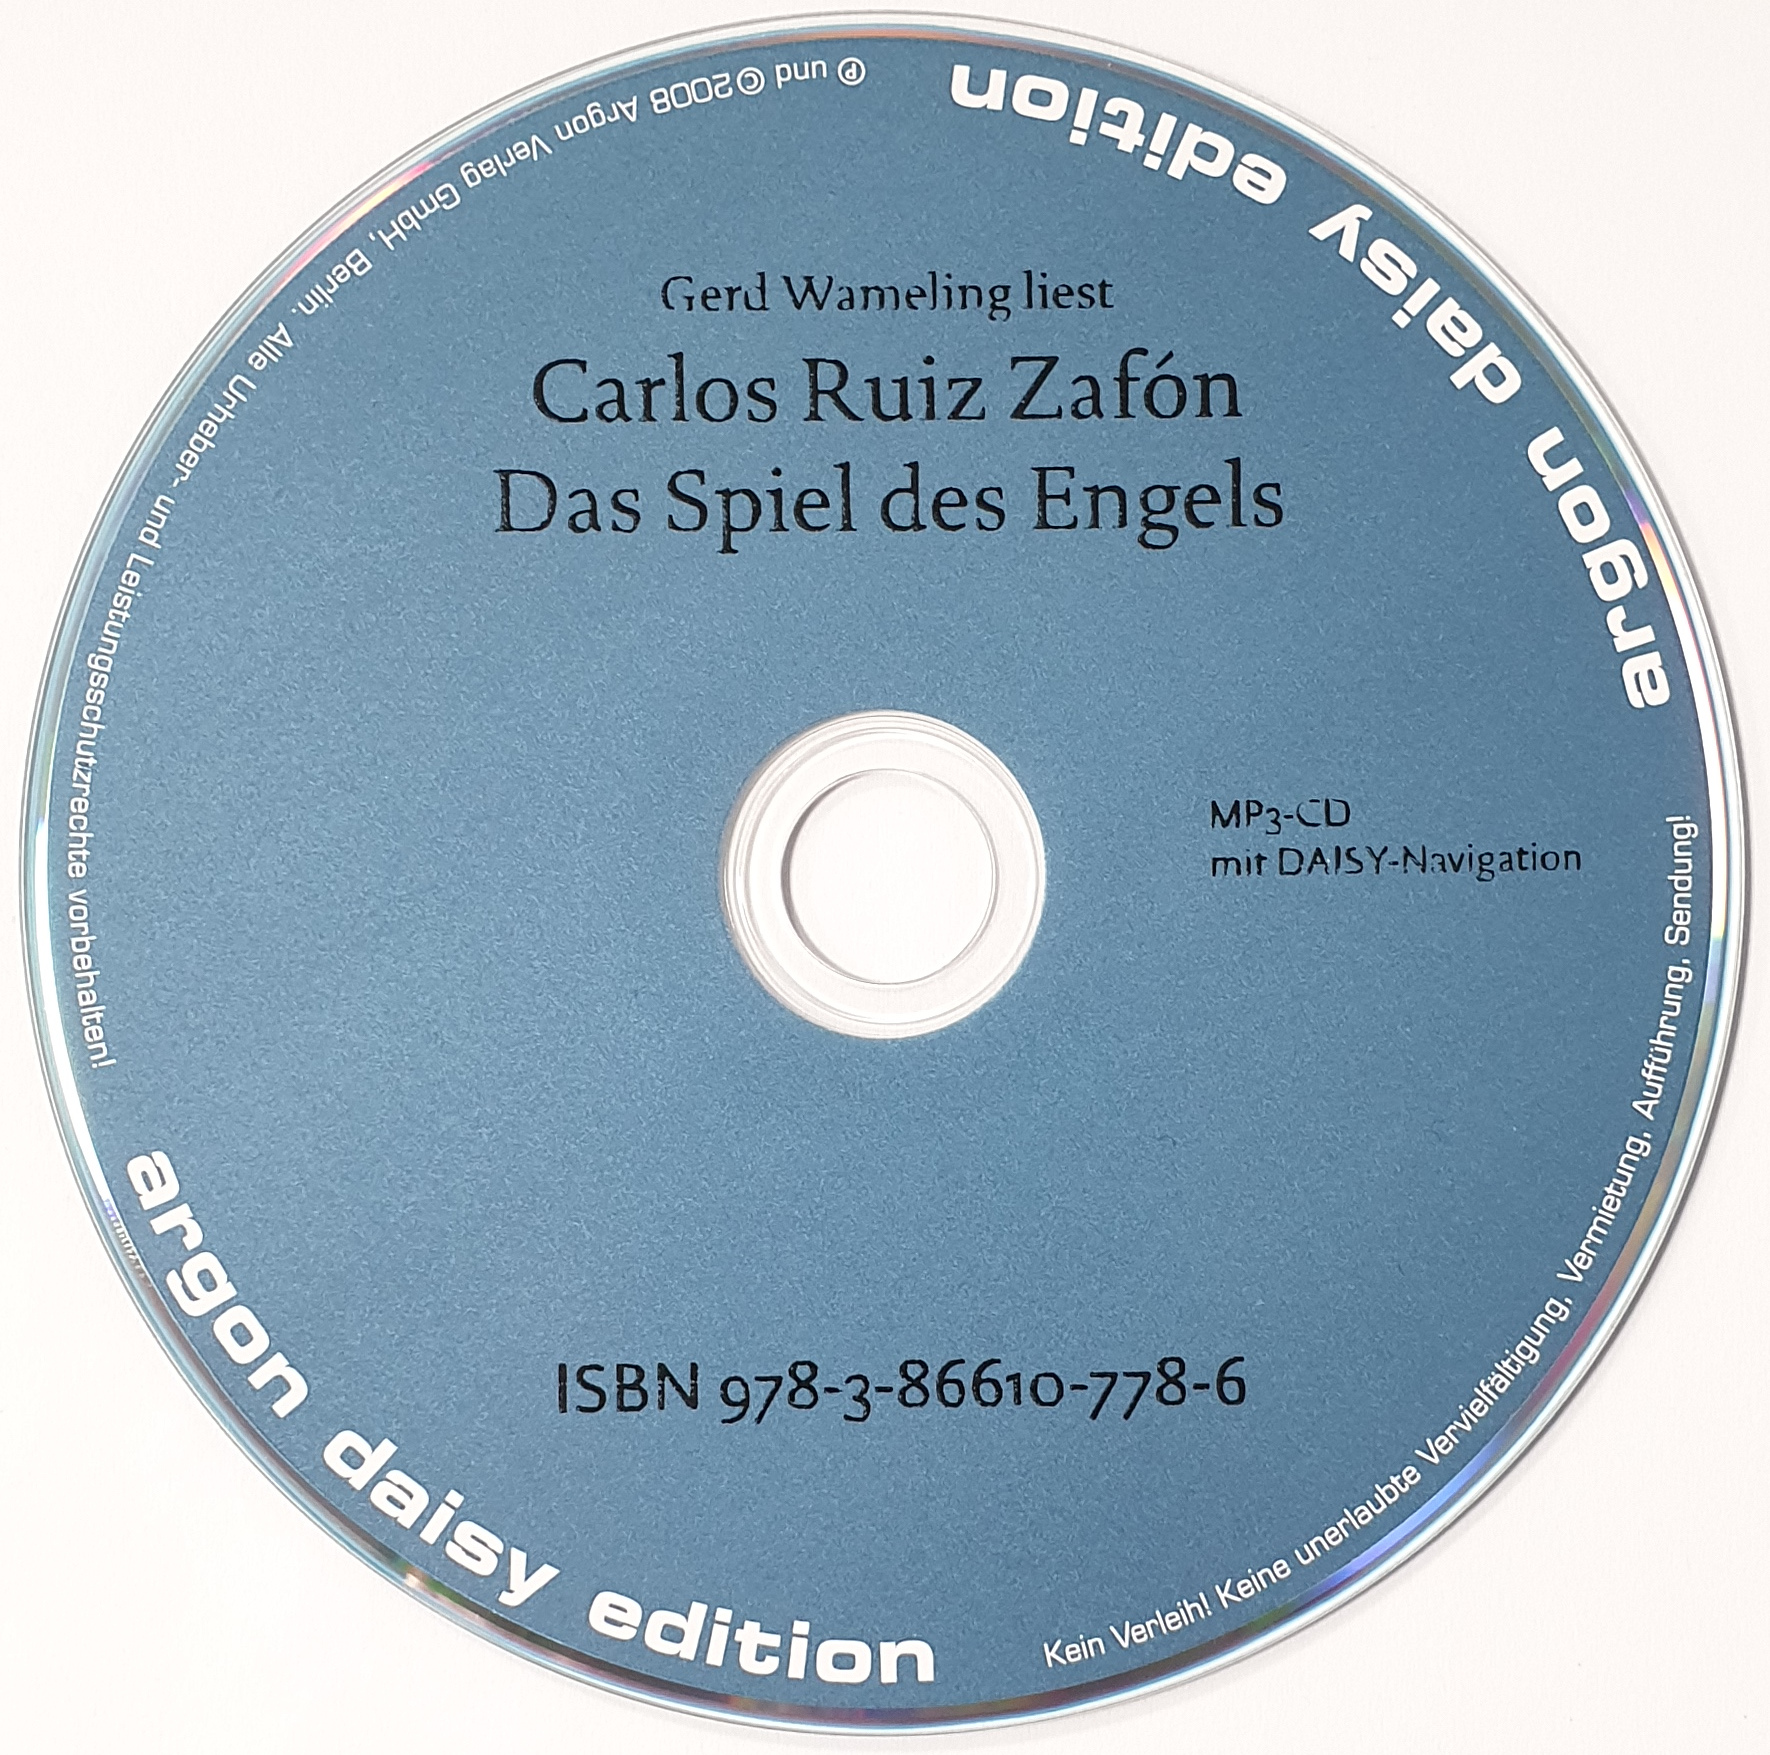 Gerd Wameling liest
Carlos Ruiz Zafón
Das Spiel des Engels
MP3-CD
mit DAISY-Navigation
ISBN 978-3-86610-778-6
argon daisy edition
Kein Verleih! Keine unerlaubte Vervielfältigung, Vermietung, Aufführung, Sendung!
argon daisy edition
℗ und © 2008 Argon Verlag GmbH, Berlin. Alle Urheber- und Leistungsschutzrechte vorbehalten!